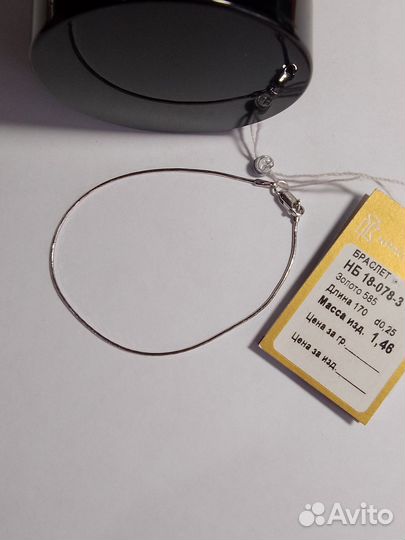 БРАСЛЕТ
НБ 18-078-3
Золото 585
Длина 170 d0.25
Масса изд. 1,46
Цена за гр.
Цена за изд.
Avito